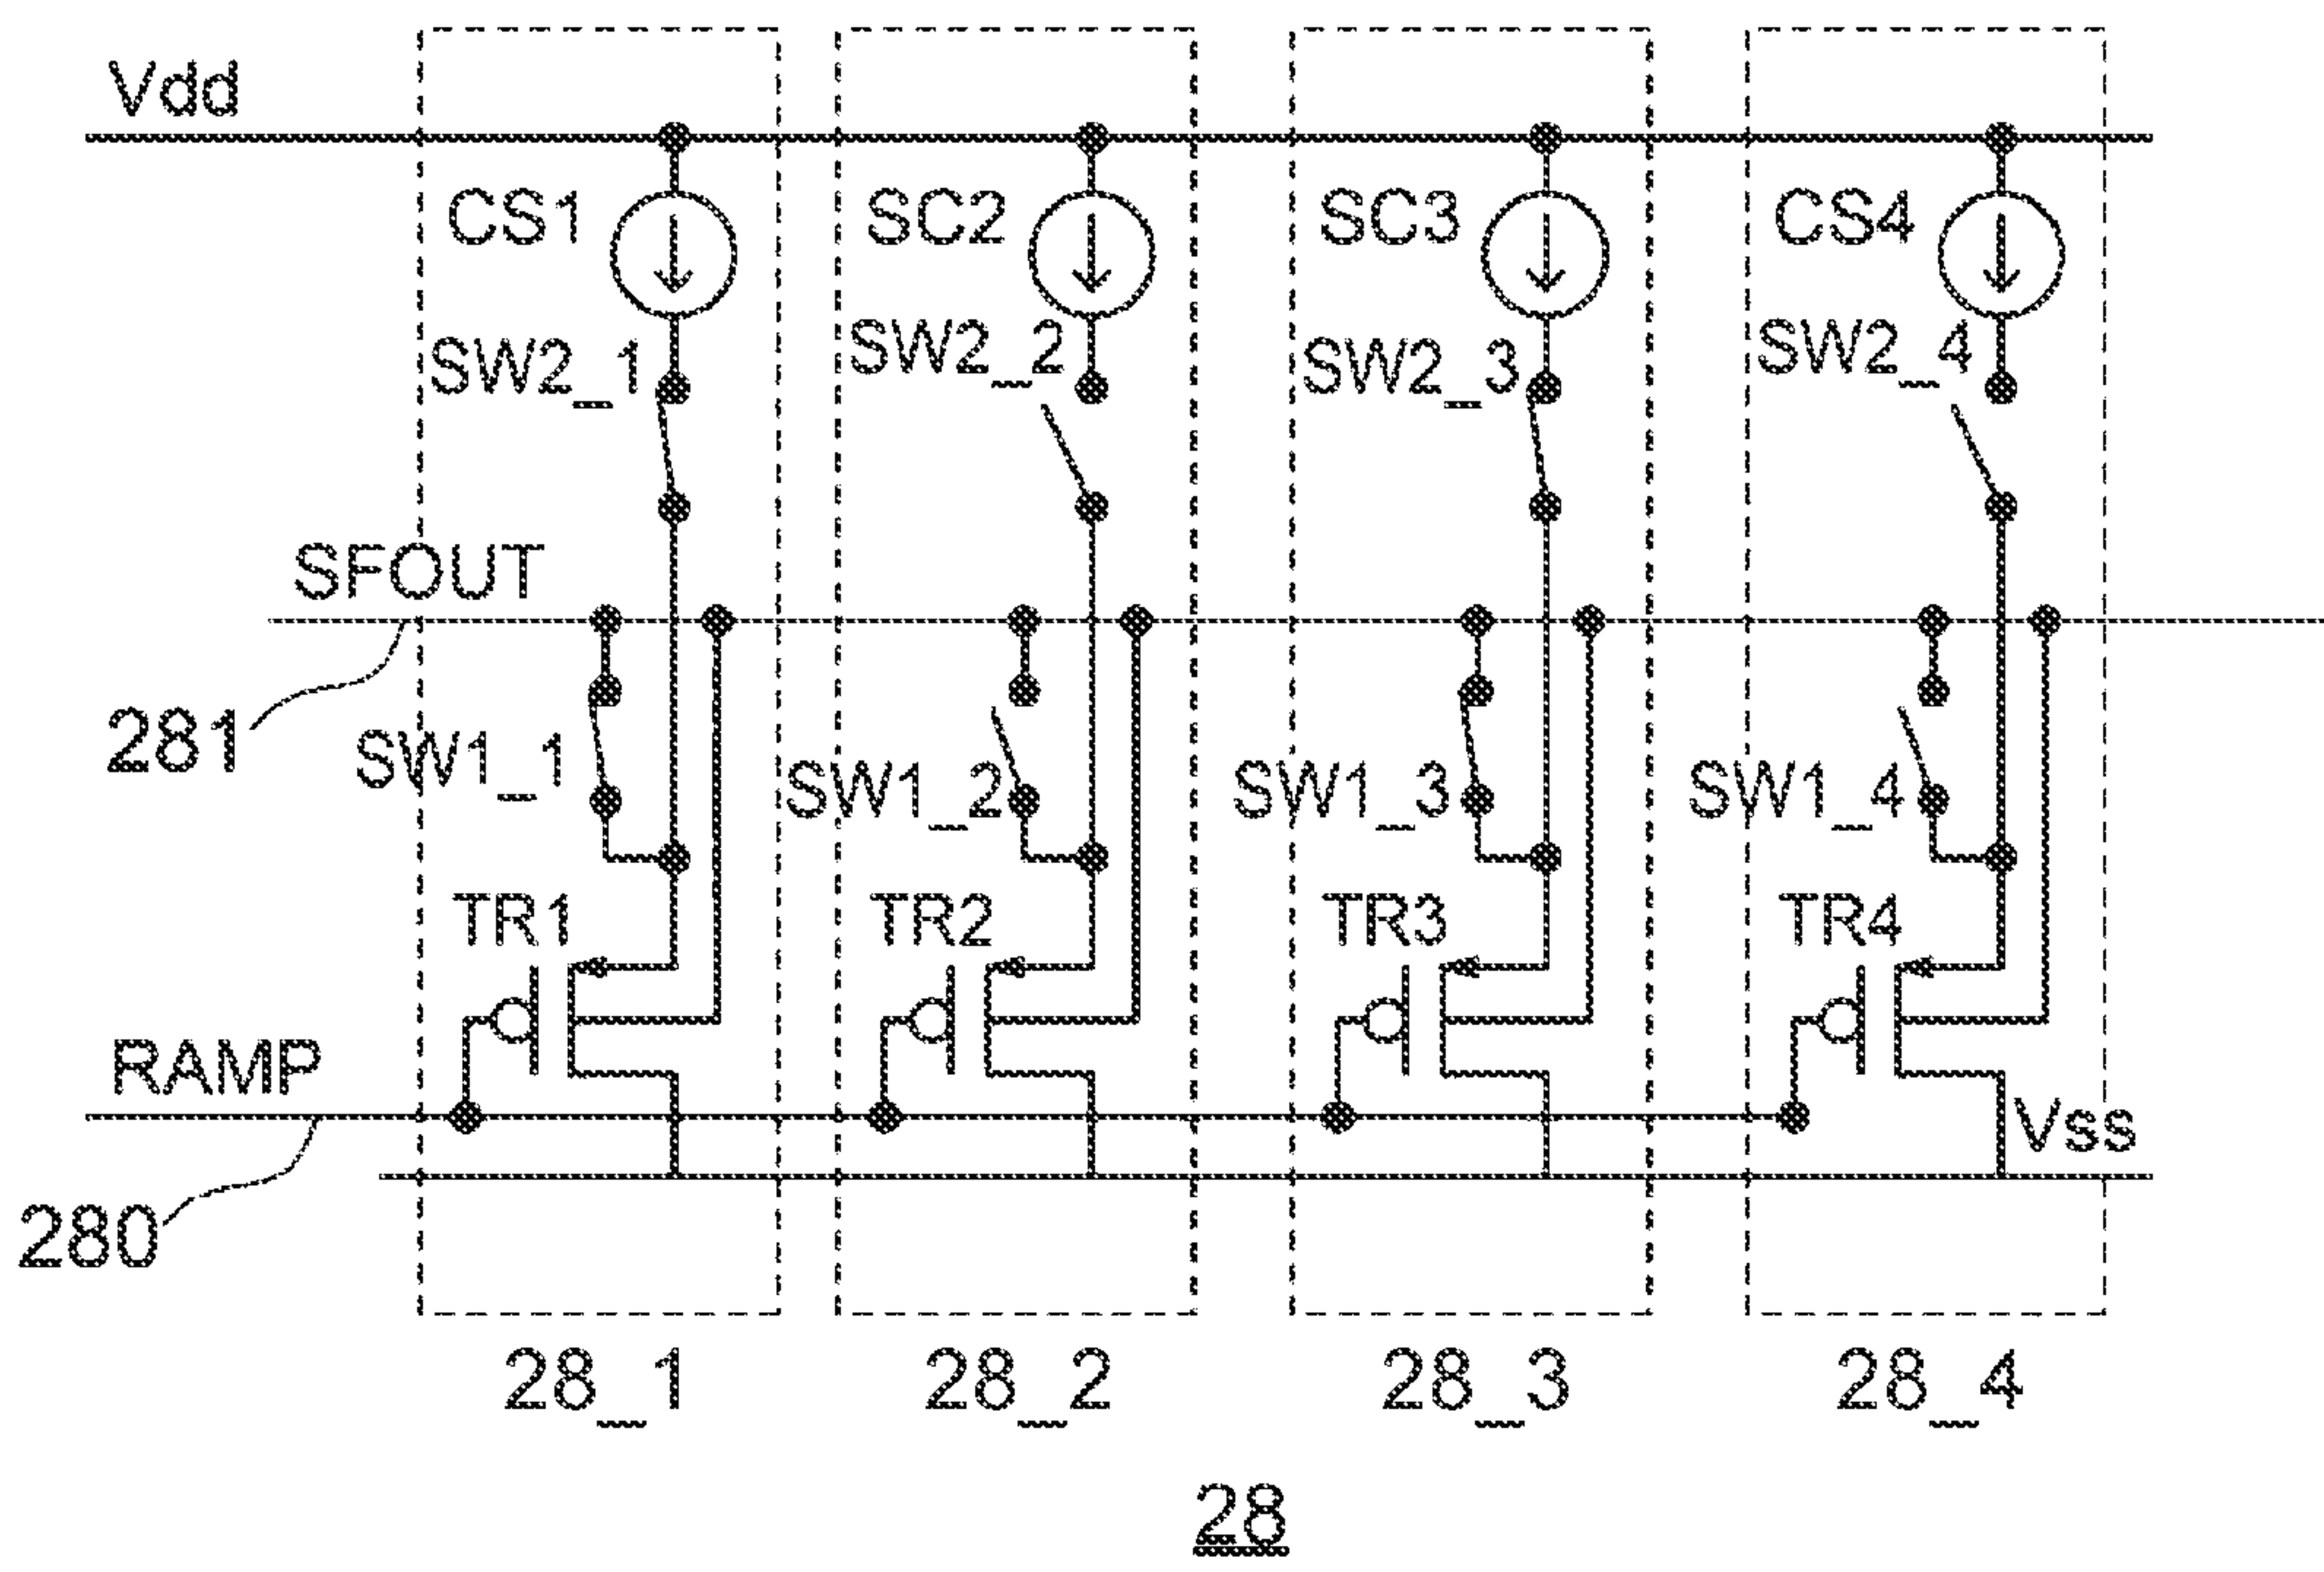 Vdd
CS1 SC2 SC3 CS4
SW2_1 SW2_2 SW2_3 SW2_4
SFOUT
281
SW1_1 SW1_2 SW1_3 SW1_4
TR1 TR2 TR3 TR4
RAMP
Vss
280
28_1 28_2 28_3 28_4
28